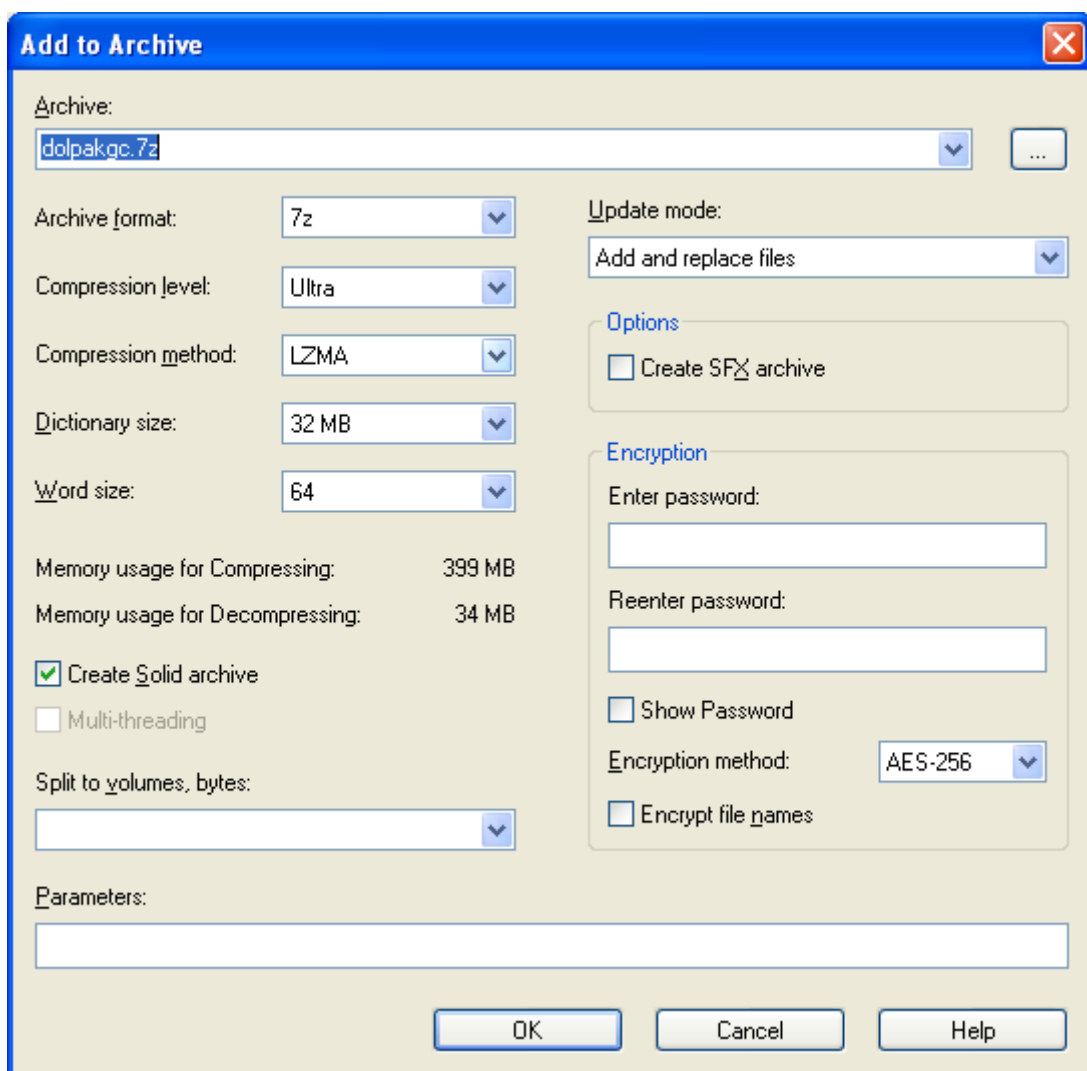 Add to Archive
Archive:
dolpakgc.7z
...
Archive format:
7z
Compression level:
Ultra
Compression method:
LZMA
Dictionary size:
32 MB
Word size:
64
Memory usage for Compressing:
399 MB
Memory usage for Decompressing:
34 MB
Create Solid archive
Multi-threading
Split to volumes, bytes:
Update mode:
Add and replace files
Options
Create SFX archive
Encryption
Enter password:
Reenter password:
Show Password
Encryption method:
AES-256
Encrypt file names
Parameters:
OK
Cancel
Help